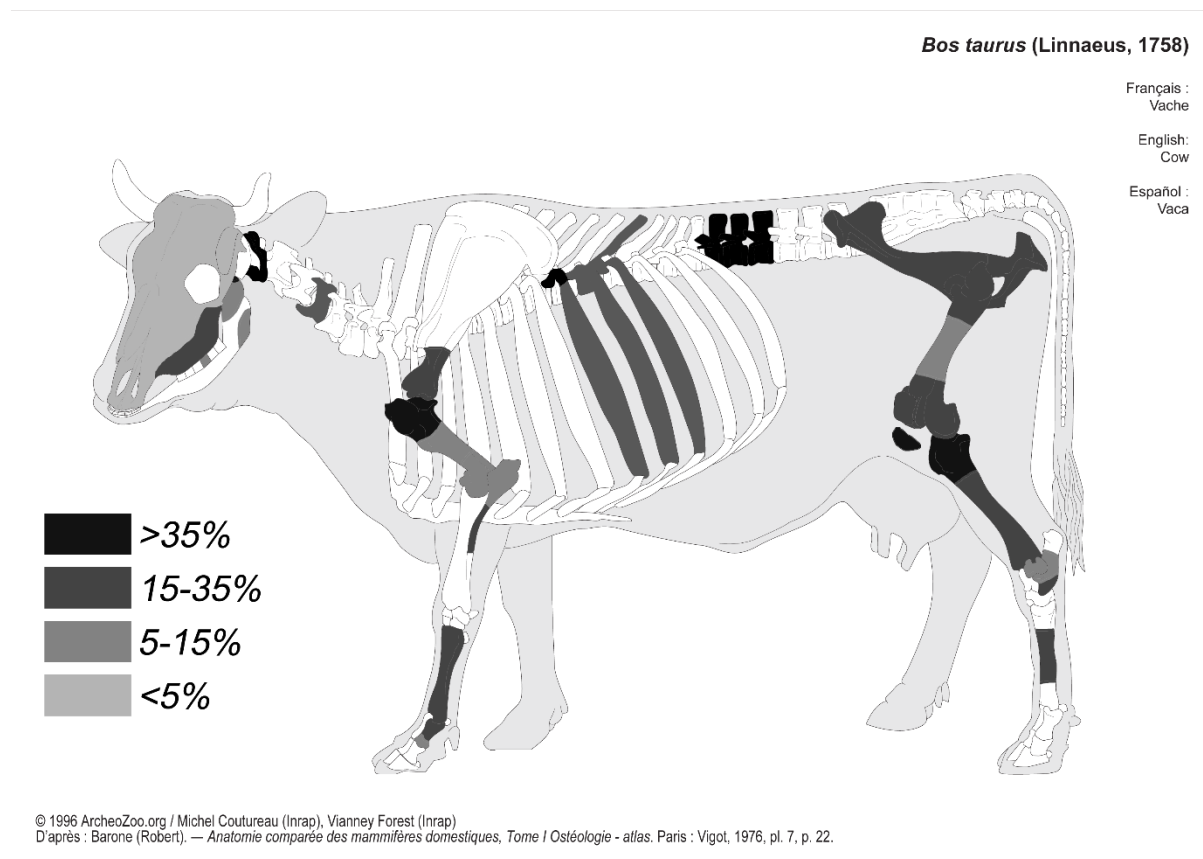 Bos taurus (Linnaeus, 1758)
Français :
Vache
English:
Cow
Español :
Vaca
>35%
15-35%
5-15%
<5%
© 1996 ArcheoZoo.org / Michel Coutureau (Inrap), Vianney Forest (Inrap)
D'après : Barone (Robert). — Anatomie comparée des mammifères domestiques, Tome I Ostéologie - atlas. Paris : Vigot, 1976, pl. 7, p. 22.